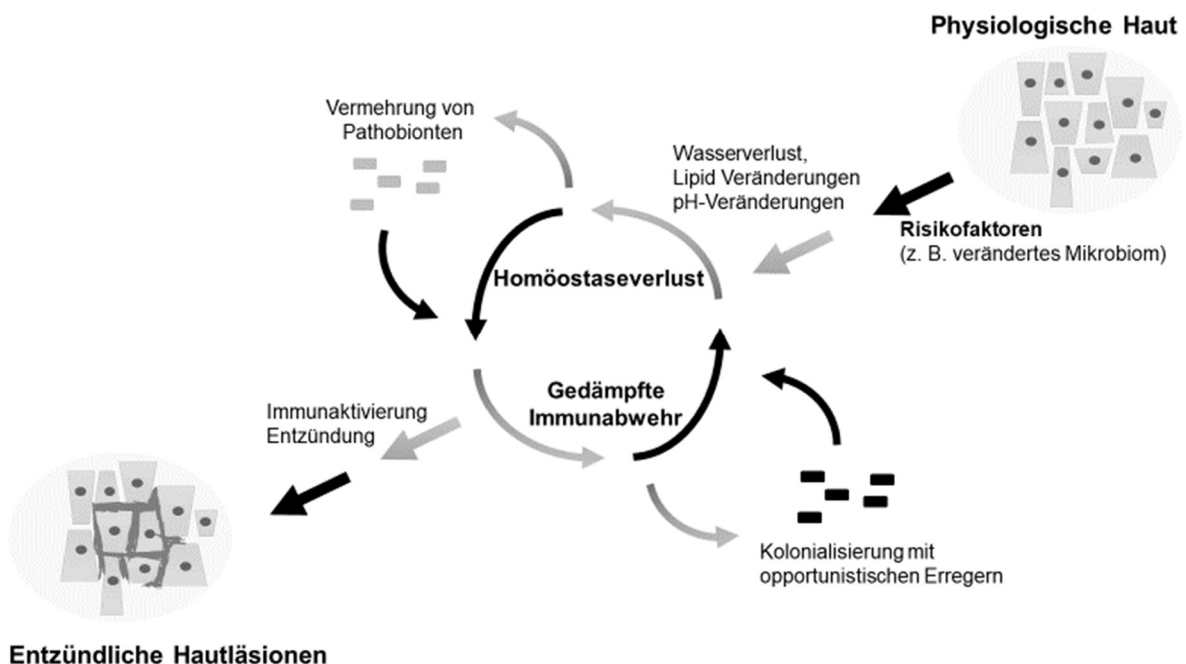 Physiologische Haut
Vermehrung von
Pathobionten
Wasserverlust,
Lipid Veränderungen
pH-Veränderungen
Risikofaktoren
(z. B. verändertes Mikrobiom)
Homöostaseverlust
Gedämpfte
Immunabwehr
Immunaktivierung
Entzündung
Kolonialisierung mit
opportunistischen Erregern
Entzündliche Hautläsionen